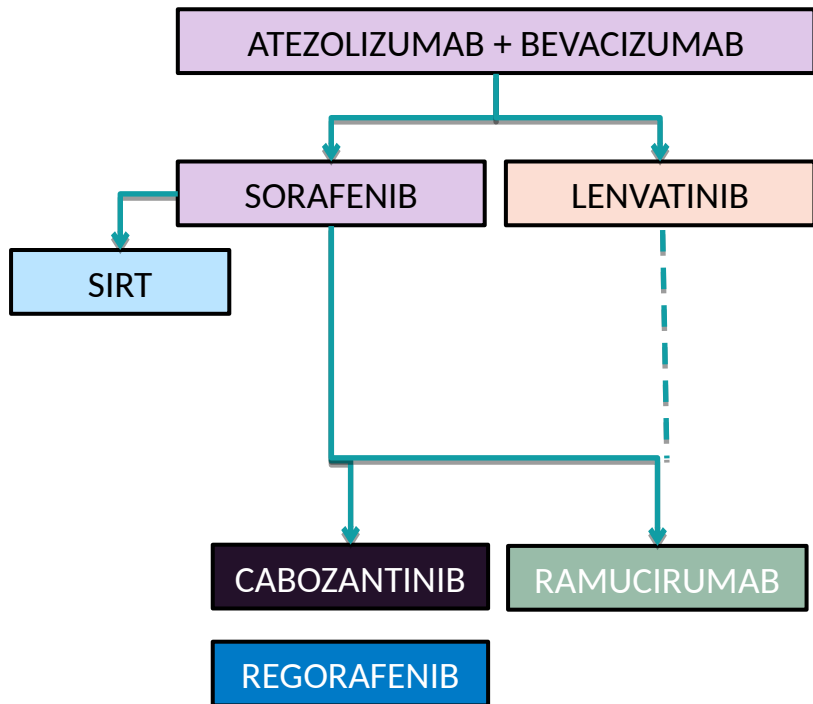 ATEZOLIZUMAB + BEVACIZUMAB
SORAFENIB
LENVATINIB
SIRT
CABOZANTINIB
RAMUCIRUMAB
REGORAFENIB